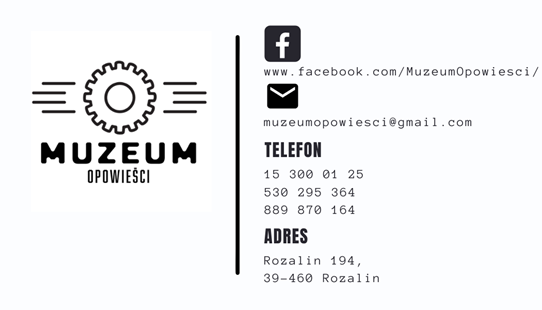 MUZEUM
OPOWIEŚCI
www.facebook.com/MuzeumOpowiesci/
muzeumopowiesci@gmail.com
TELEFON
15 300 01 25
530 295 364
889 870 164
ADRES
Rozalin 194,
39-460 Rozalin